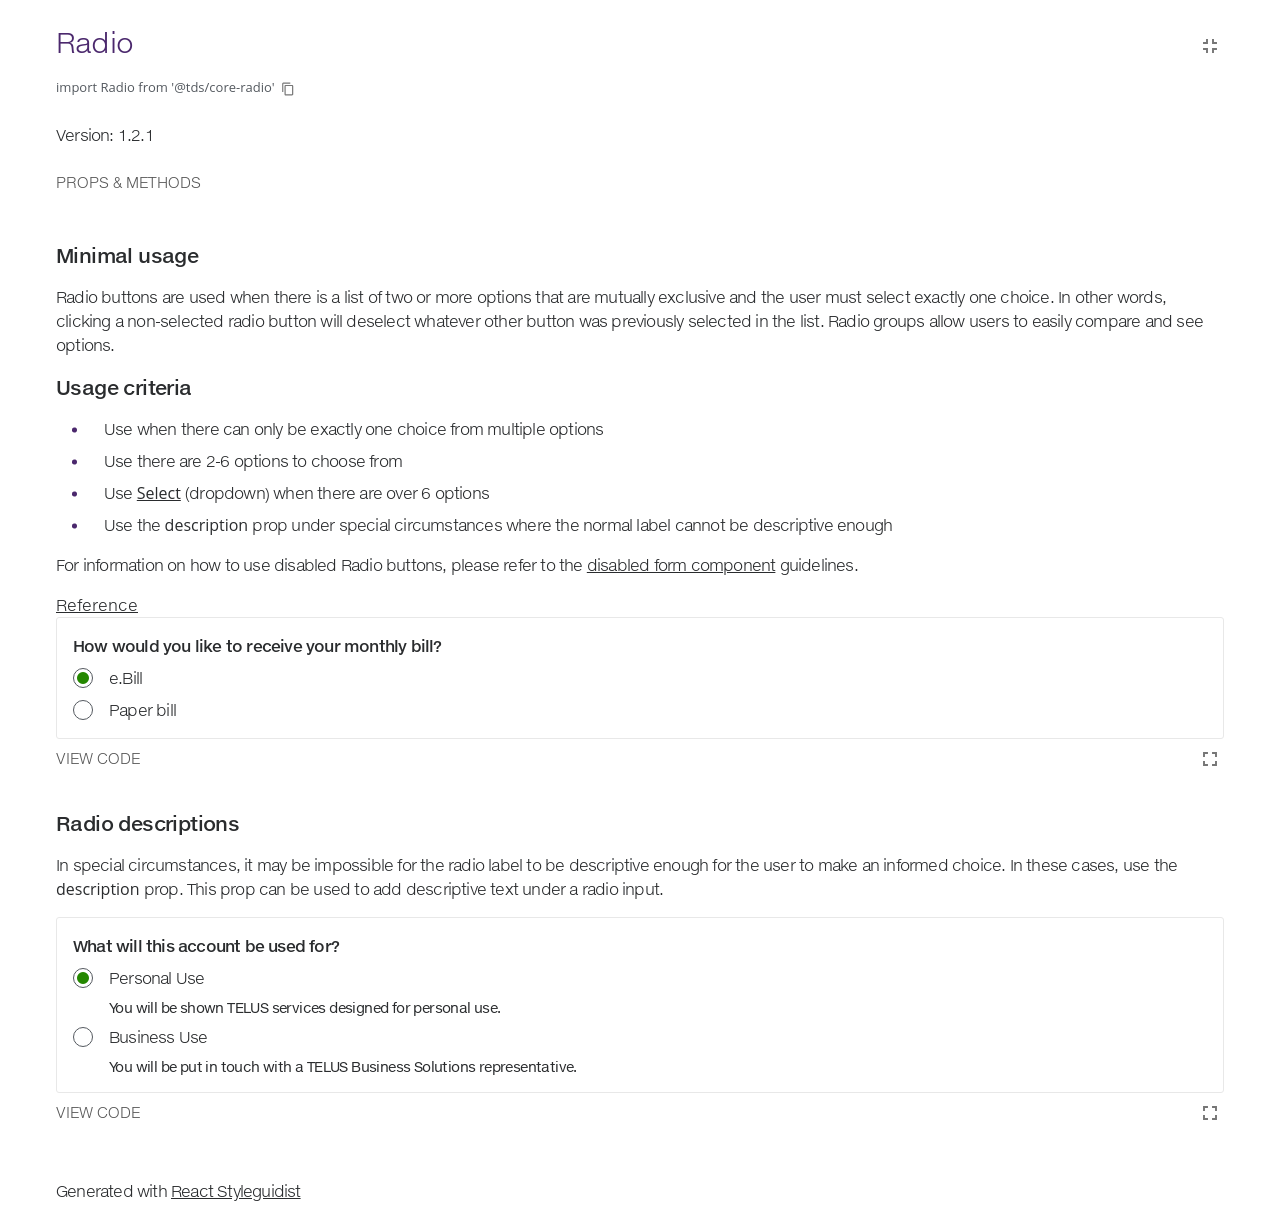 Radio
import Radio from '@tds/core-radio'
Version: 1.2.1
PROPS & METHODS
Minimal usage
Radio buttons are used when there is a list of two or more options that are mutually exclusive and the user must select exactly one choice. In other words,
clicking a non-selected radio button will deselect whatever other button was previously selected in the list. Radio groups allow users to easily compare and see
options.
Usage criteria
Use when there can only be exactly one choice from multiple options
Use there are 2-6 options to choose from
Use Select (dropdown) when there are over 6 options
Use the description prop under special circumstances where the normal label cannot be descriptive enough
For information on how to use disabled Radio buttons, please refer to the disabled form component guidelines.
Reference
How would you like to receive your monthly bill?
e.Bill
Paper bill
VIEW CODE
Radio descriptions
In special circumstances, it may be impossible for the radio label to be descriptive enough for the user to make an informed choice. In these cases, use the
description prop. This prop can be used to add descriptive text under a radio input.
What will this account be used for?
Personal Use
You will be shown TELUS services designed for personal use.
Business Use
You will be put in touch with a TELUS Business Solutions representative.
VIEW CODE
Generated with React Styleguidist